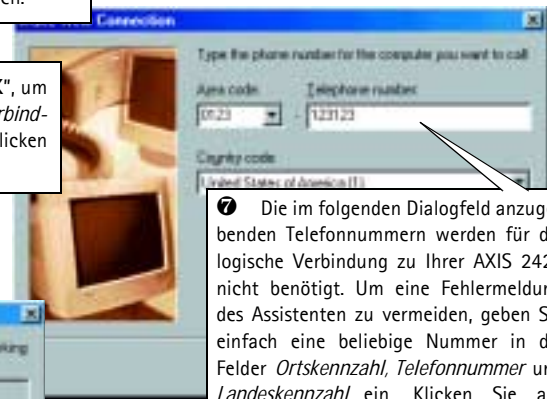 en.
Connection
Type the phone number for the computer you want to call
Area code: Telephone number:
0123 - 123123
Country code:
United States of America (1)
K", um
erbind-
licken
❼ Die im folgenden Dialogfeld anzuge
benden Telefonnummern werden für d
logische Verbindung zu Ihrer AXIS 242
nicht benötigt. Um eine Fehlermeldun
des Assistenten zu vermeiden, geben S
einfach eine beliebige Nummer in d
Felder Ortskennzahl, Telefonnummer un
Landeskennzahl ein. Klicken Sie a
king